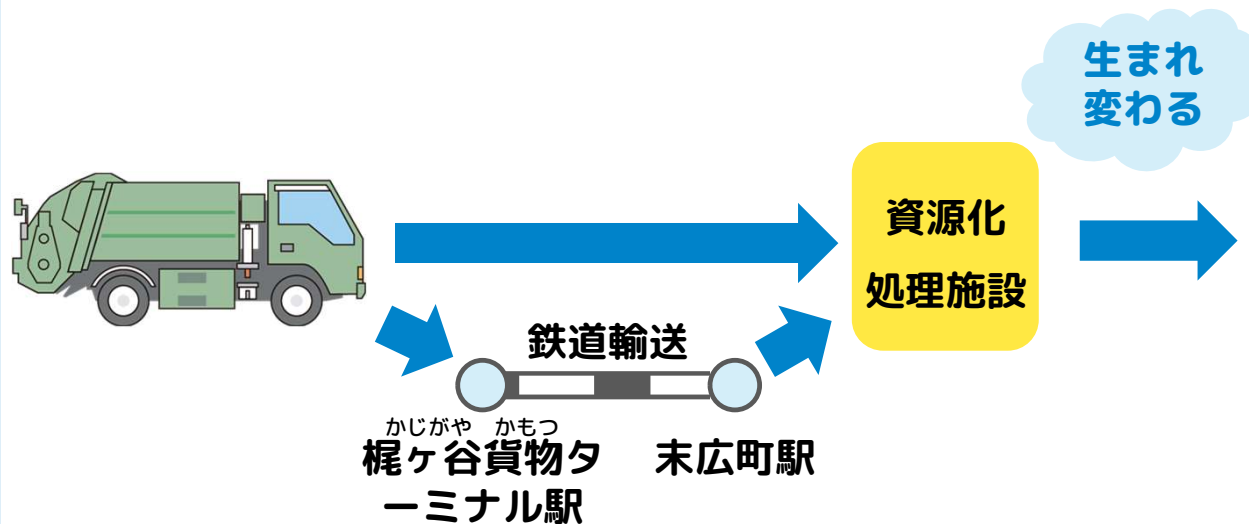 生まれ
変わる
資源化
処理施設
鉄道輸送
かじがや かもつ
梶ヶ谷貨物タ
ーミナル駅
末広町駅